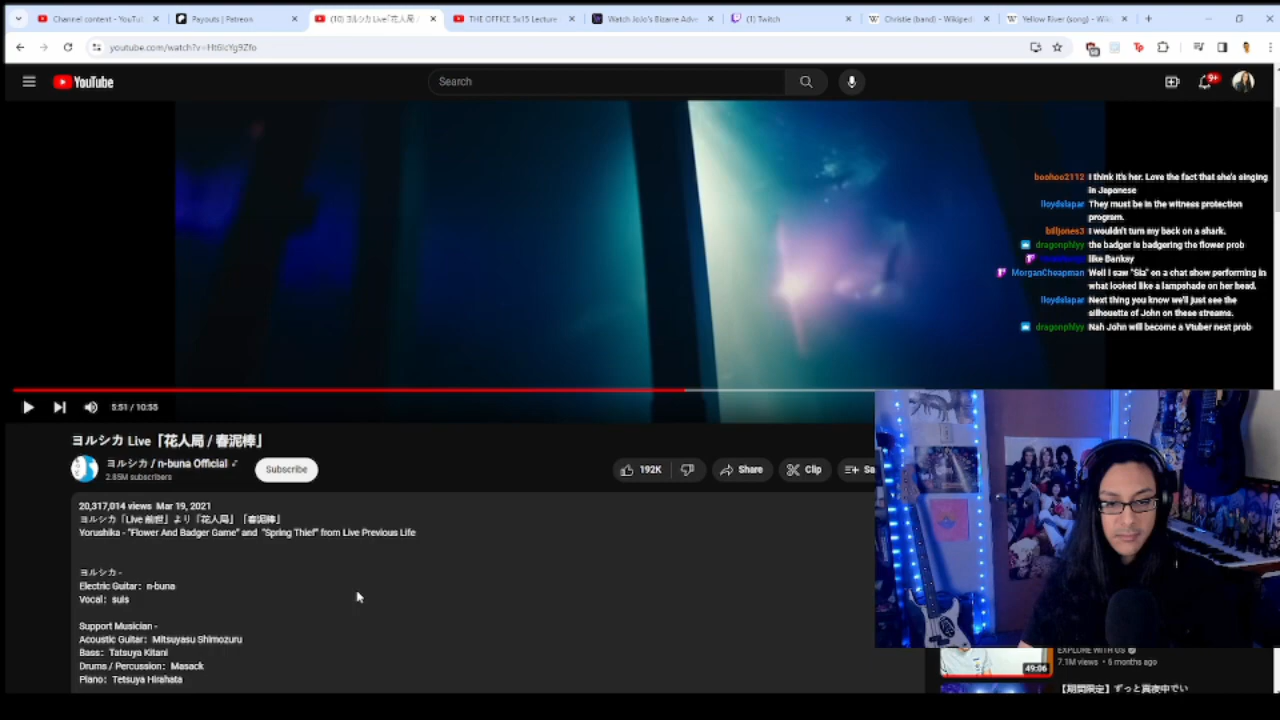 Channel content - YouTub
Payouts | Patreon
(10) ヨルシカ Live「花人局 /
THE OFFICE 5x15 Lecture
Watch JoJo's Bizarre Adve
(1) Twitch
Christie (band) - Wikiped
Yellow River (song) - Wiki
youtube.com/watch?v=Ht6IcYg9Zfo
YouTube
Search
9+
boohoo2112 I think it's her. Love the fact that she's singing
in Japanese
lloydslapar They must be in the witness protection
program.
billjones3 I wouldn't turn my back on a shark.
dragonphlyy the badger is badgering the flower prob
like Banksy
MorganCheapman Well I saw "Sia" on a chat show performing in
what looked like a lampshade on her head.
lloydslapar Next thing you know we'll just see the
silhouette of John on these streams.
dragonphlyy Nah John will become a Vtuber next prob
5:51 / 10:55
ヨルシカ Live「花人局 / 春泥棒」
ヨルシカ / n-buna Official
2.85M subscribers
Subscribe
192K
Share
Clip
Sa
20,317,014 views Mar 19, 2021
ヨルシカ「Live 前世」より「花人局」「春泥棒」
Yorushika - "Flower And Badger Game" and "Spring Thief" from Live Previous Life
ヨルシカ -
Electric Guitar: n-buna
Vocal: suis
Support Musician -
Acoustic Guitar: Mitsuyasu Shimozuru
Bass: Tatsuya Kitani
Drums / Percussion: Masack
Piano: Tetsuya Hirahata
EXPLORE WITH US
7.1M views • 6 months ago
49:06
【期間限定】ずっと真夜中でい